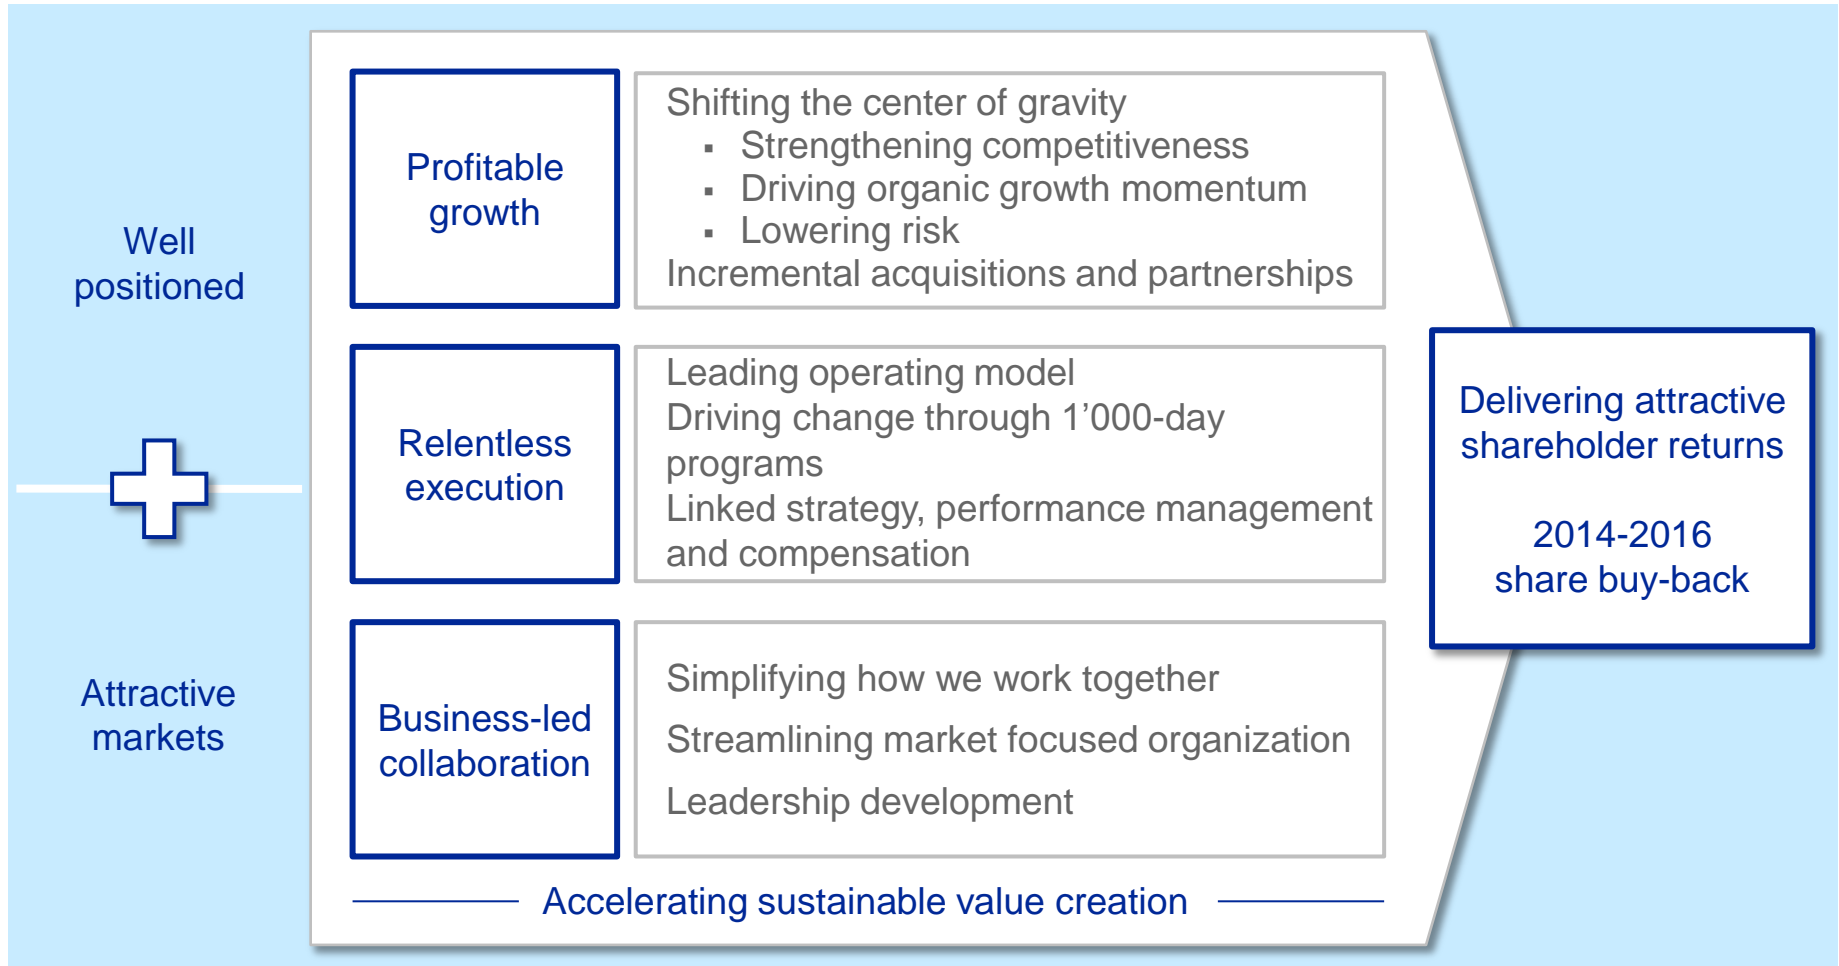 Well
positioned
Attractive
markets
Profitable
growth
Shifting the center of gravity
▪ Strengthening competitiveness
▪ Driving organic growth momentum
▪ Lowering risk
Incremental acquisitions and partnerships
Relentless
execution
Leading operating model
Driving change through 1’000-day
programs
Linked strategy, performance management
and compensation
Business-led
collaboration
Simplifying how we work together
Streamlining market focused organization
Leadership development
Accelerating sustainable value creation
Delivering attractive
shareholder returns
2014-2016
share buy-back